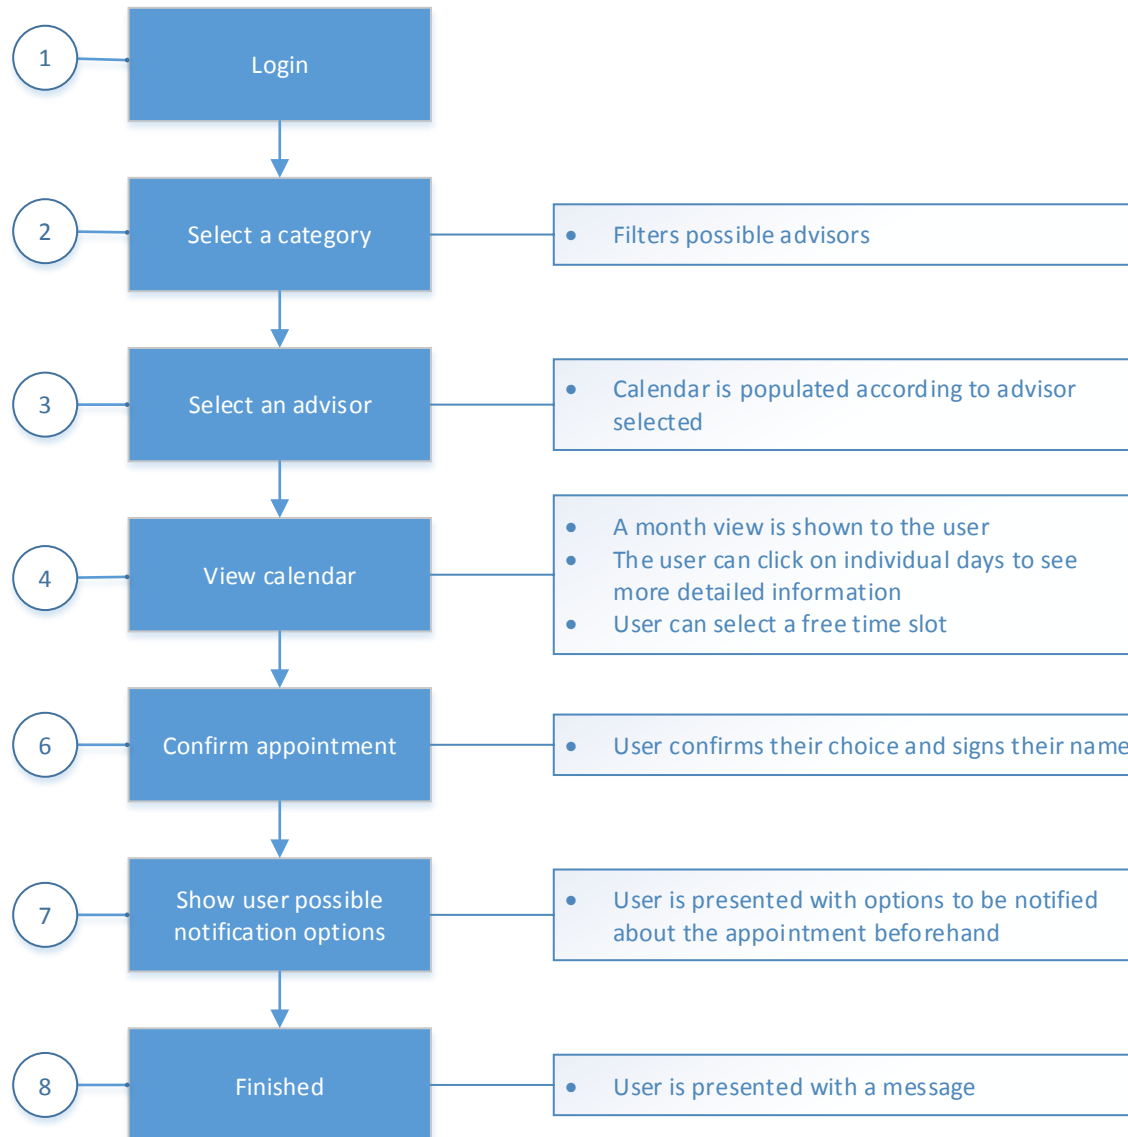 1
Login
2
Select a category
• Filters possible advisors
3
Select an advisor
• Calendar is populated according to advisor
selected
4
View calendar
• A month view is shown to the user
• The user can click on individual days to see
more detailed information
• User can select a free time slot
6
Confirm appointment
• User confirms their choice and signs their name
7
Show user possible
notification options
• User is presented with options to be notified
about the appointment beforehand
8
Finished
• User is presented with a message